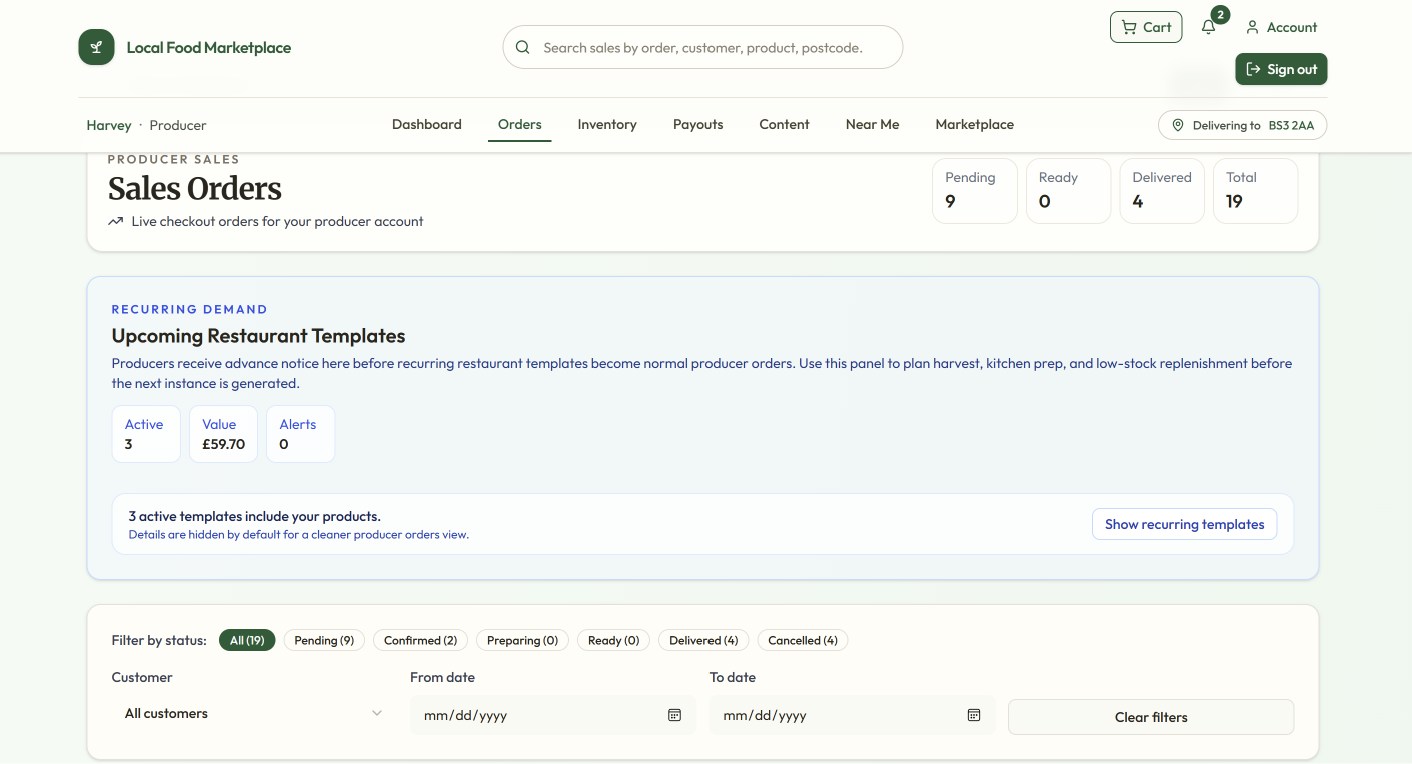 Local Food Marketplace
Search sales by order, customer, product, postcode.
Cart
2
Account
Sign out
Harvey · Producer
Dashboard
Orders
Inventory
Payouts
Content
Near Me
Marketplace
Delivering to BS3 2AA
PRODUCER SALES
Sales Orders
Live checkout orders for your producer account
Pending
9
Ready
0
Delivered
4
Total
19
RECURRING DEMAND
Upcoming Restaurant Templates
Producers receive advance notice here before recurring restaurant templates become normal producer orders. Use this panel to plan harvest, kitchen prep, and low-stock replenishment before
the next instance is generated.
Active
3
Value
£59.70
Alerts
0
3 active templates include your products.
Details are hidden by default for a cleaner producer orders view.
Show recurring templates
Filter by status:
All (19)
Pending (9)
Confirmed (2)
Preparing (0)
Ready (0)
Delivered (4)
Cancelled (4)
Customer
All customers
From date
mm/dd/yyyy
To date
mm/dd/yyyy
Clear filters